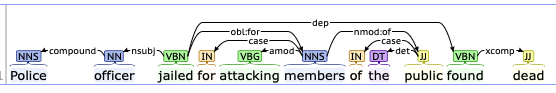 dep
obl:for nmod:of
compound nsubj case amod case det xcomp
NNS NN VBN IN VBG NNS IN DT JJ VBN JJ
1 Police officer jailed for attacking members of the public found dead